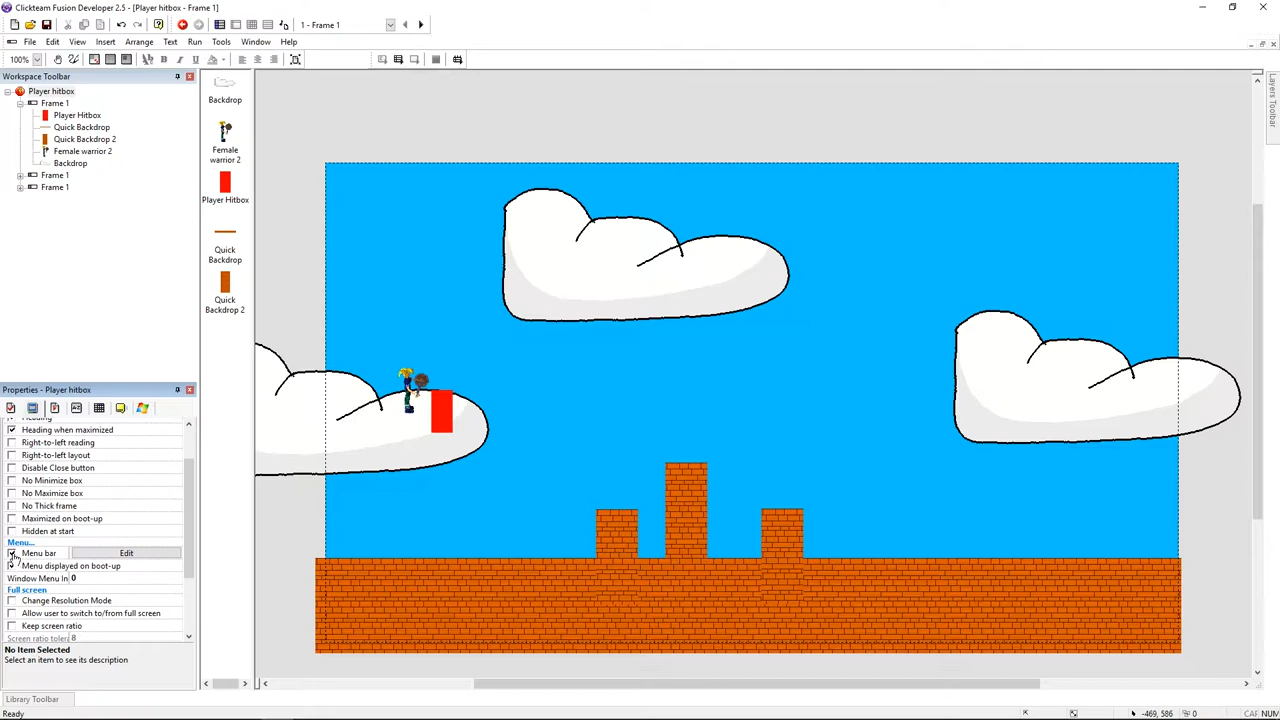 Clickteam Fusion Developer 2.5 - [Player hitbox - Frame 1]
1 - Frame 1
File Edit View Insert Arrange Text Run Tools Window Help
100%
B I U
Workspace Toolbar
Player hitbox
Frame 1
Player Hitbox
Quick Backdrop
Quick Backdrop 2
Female warrior 2
Backdrop
Frame 1
Frame 1
Backdrop
Female
warrior 2
Player Hitbox
Quick
Backdrop
Quick
Backdrop 2
Layers Toolbar
Properties - Player hitbox
Heading
Heading when maximized
Right-to-left reading
Right-to-left layout
Disable Close button
No Minimize box
No Maximize box
No Thick frame
Maximized on boot-up
Hidden at start
Menu...
Menu bar Edit
Menu displayed on boot-up
Window Menu In 0
Full screen
Change Resolution Mode
Allow user to switch to/from full screen
Keep screen ratio
Screen ratio toler 8
No Item Selected
Select an item to see its description
Library Toolbar
Ready
-469, 586
0
CAP NUM